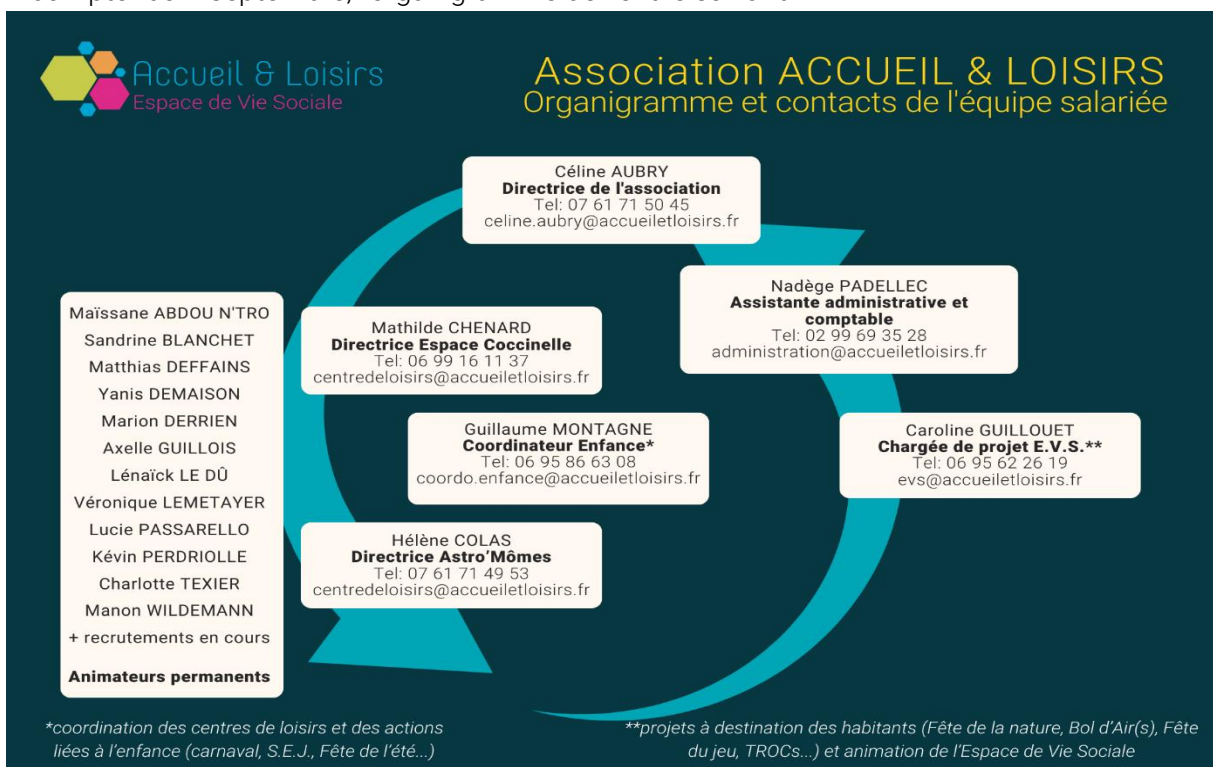 Accueil & Loisirs
Espace de Vie Sociale
Association ACCUEIL & LOISIRS
Organigramme et contacts de l'équipe salariée
Céline AUBRY
Directrice de l'association
Tel: 07 61 71 50 45
celine.aubry@accueiletloisirs.fr
Nadège PADELLEC
Assistante administrative et
comptable
Tel: 02 99 69 35 28
administration@accueiletloisirs.fr
Maïssane ABDOU N'TRO
Sandrine BLANCHET
Matthias DEFFAINS
Yanis DEMAISON
Marion DERRIEN
Axelle GUILLOIS
Lénaïck LE DÛ
Véronique LEMETAYER
Lucie PASSARELLO
Kévin PERDRIOLLE
Charlotte TEXIER
Manon WILDEMANN
+ recrutements en cours
Animateurs permanents
Mathilde CHENARD
Directrice Espace Coccinelle
Tel: 06 99 16 11 37
centredeloisirs@accueiletloisirs.fr
Guillaume MONTAGNE
Coordinateur Enfance*
Tel: 06 95 86 63 08
coordo.enfance@accueiletloisirs.fr
Caroline GUILLOUET
Chargée de projet E.V.S.**
Tel: 06 95 62 26 19
evs@accueiletloisirs.fr
Hélène COLAS
Directrice Astro'Mômes
Tel: 07 61 71 49 53
centredeloisirs@accueiletloisirs.fr
*coordination des centres de loisirs et des actions
liées à l'enfance (carnaval, S.E.J., Fête de l'été...)
**projets à destination des habitants (Fête de la nature, Bol d'Air(s), Fête
du jeu, TROCs...) et animation de l'Espace de Vie Sociale